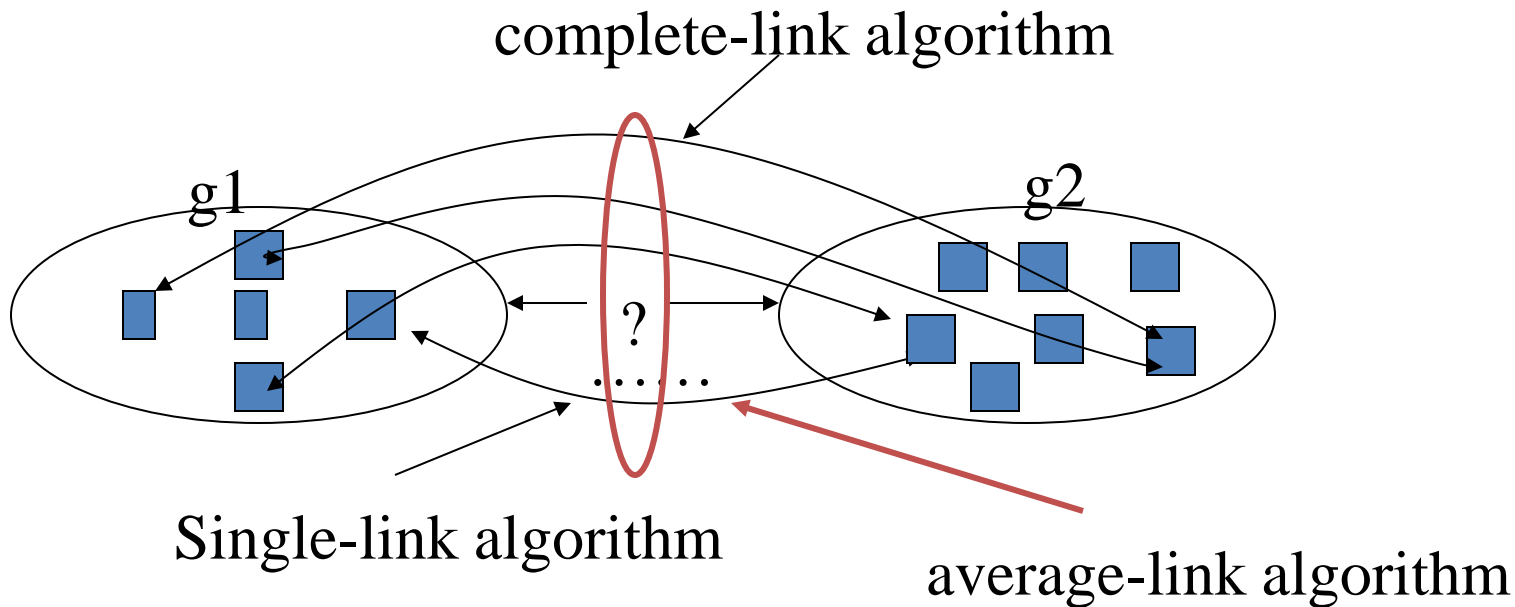 complete-link algorithm
g1
g2
?
......
Single-link algorithm
average-link algorithm